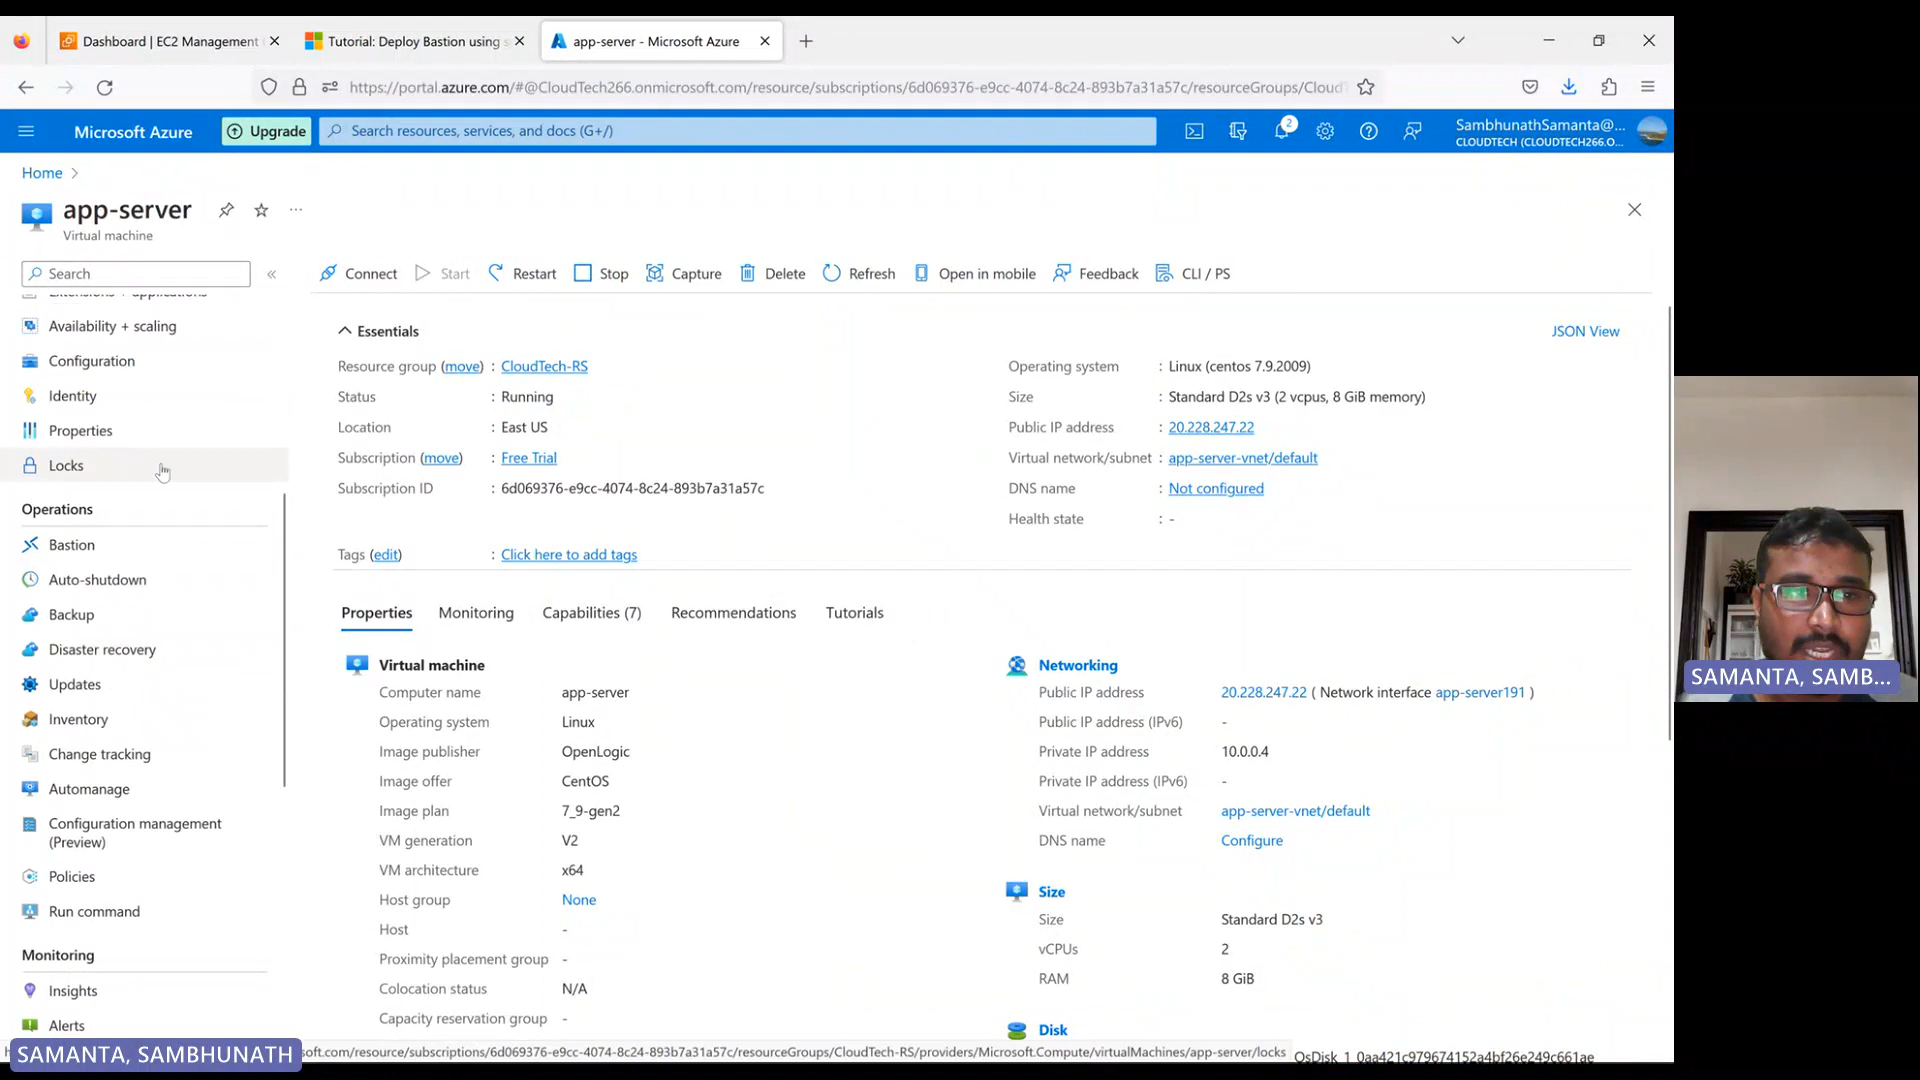 Dashboard | EC2 Management
Tutorial: Deploy Bastion using s
app-server - Microsoft Azure
https://portal.azure.com/#@CloudTech266.onmicrosoft.com/resource/subscriptions/6d069376-e9cc-4074-8c24-893b7a31a57c/resourceGroups/Cloud
Microsoft Azure
Upgrade
Search resources, services, and docs (G+/)
2
SambhunathSamanta@...
CLOUDTECH (CLOUDTECH266.O...
Home
app-server
Virtual machine
Search
Connect
Start
Restart
Stop
Capture
Delete
Refresh
Open in mobile
Feedback
CLI / PS
Extensions + applications
Availability + scaling
Configuration
Identity
Properties
Locks
Operations
Bastion
Auto-shutdown
Backup
Disaster recovery
Updates
Inventory
Change tracking
Automanage
Configuration management
(Preview)
Policies
Run command
Monitoring
Insights
Alerts
Essentials
JSON View
Resource group (move) : CloudTech-RS
Status : Running
Location : East US
Subscription (move) : Free Trial
Subscription ID : 6d069376-e9cc-4074-8c24-893b7a31a57c
Operating system : Linux (centos 7.9.2009)
Size : Standard D2s v3 (2 vcpus, 8 GiB memory)
Public IP address : 20.228.247.22
Virtual network/subnet : app-server-vnet/default
DNS name : Not configured
Health state : -
Tags (edit) : Click here to add tags
Properties
Monitoring
Capabilities (7)
Recommendations
Tutorials
Virtual machine
Computer name app-server
Operating system Linux
Image publisher OpenLogic
Image offer CentOS
Image plan 7_9-gen2
VM generation V2
VM architecture x64
Host group None
Host -
Proximity placement group -
Colocation status N/A
Capacity reservation group -
Networking
Public IP address 20.228.247.22 ( Network interface app-server191 )
Public IP address (IPv6) -
Private IP address 10.0.0.4
Private IP address (IPv6) -
Virtual network/subnet app-server-vnet/default
DNS name Configure
Size
Size Standard D2s v3
vCPUs 2
RAM 8 GiB
Disk
OsDisk_1_0aa421c979674152a4bf26e249c661ae
soft.com/resource/subscriptions/6d069376-e9cc-4074-8c24-893b7a31a57c/resourceGroups/CloudTech-RS/providers/Microsoft.Compute/virtualMachines/app-server/locks
SAMANTA, SAMBHUNATH
SAMANTA, SAMB...